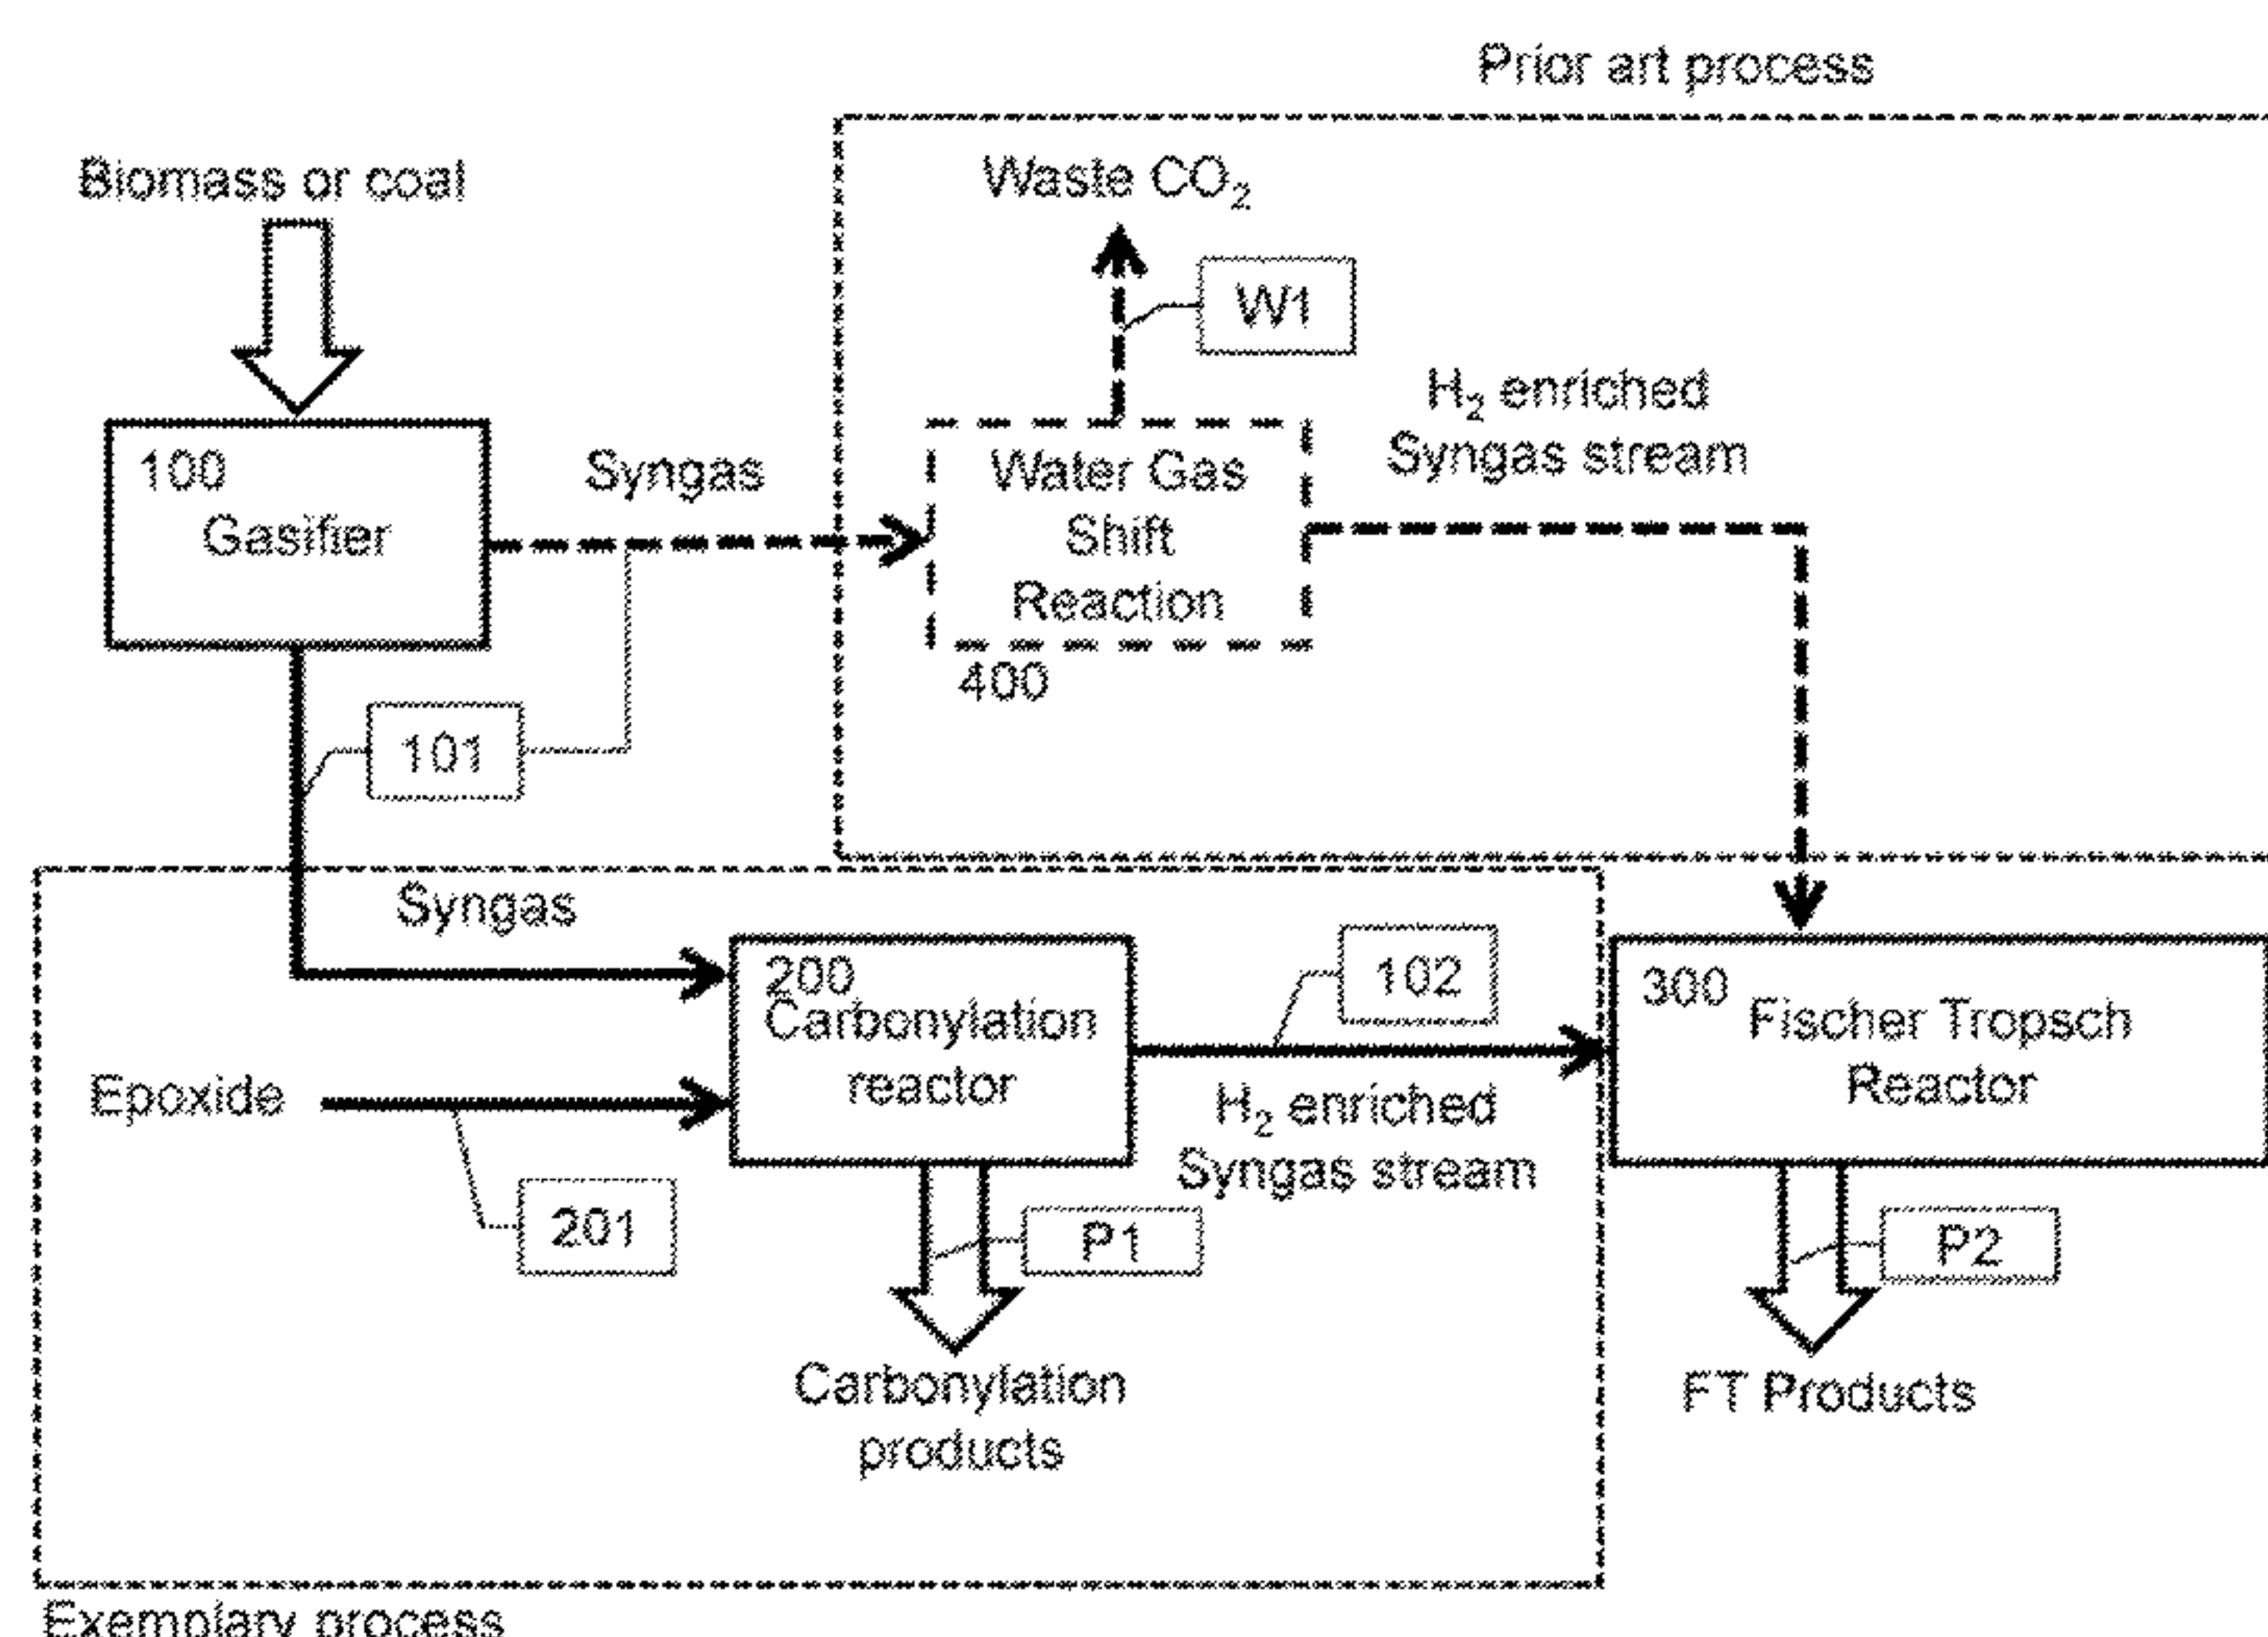 Prior art process
Biomass or coal
Waste CO₂
W1
H₂ enriched
Syngas stream
100
Gasifier
Syngas
Water Gas
Shift
Reaction
400
101
Syngas
200
Carbonylation
reactor
102
300
Fischer Tropsch
Reactor
Epoxide
H₂ enriched
Syngas stream
201
P1
P2
Carbonylation
products
FT Products
Exemplary process